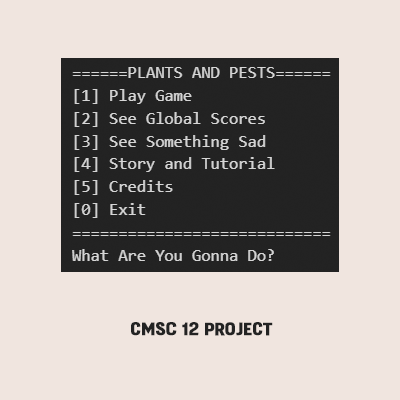 ======PLANTS AND PESTS======
[1] Play Game
[2] See Global Scores
[3] See Something Sad
[4] Story and Tutorial
[5] Credits
[0] Exit
============================
What Are You Gonna Do?
CMSC 12 PROJECT